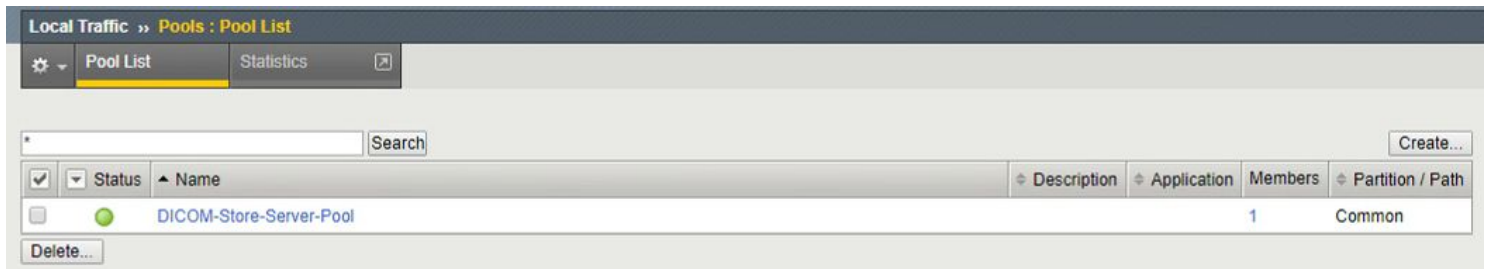 Local Traffic » Pools : Pool List
Pool List Statistics
* Search Create...
Status Name Description Application Members Partition / Path
DICOM-Store-Server-Pool 1 Common
Delete...